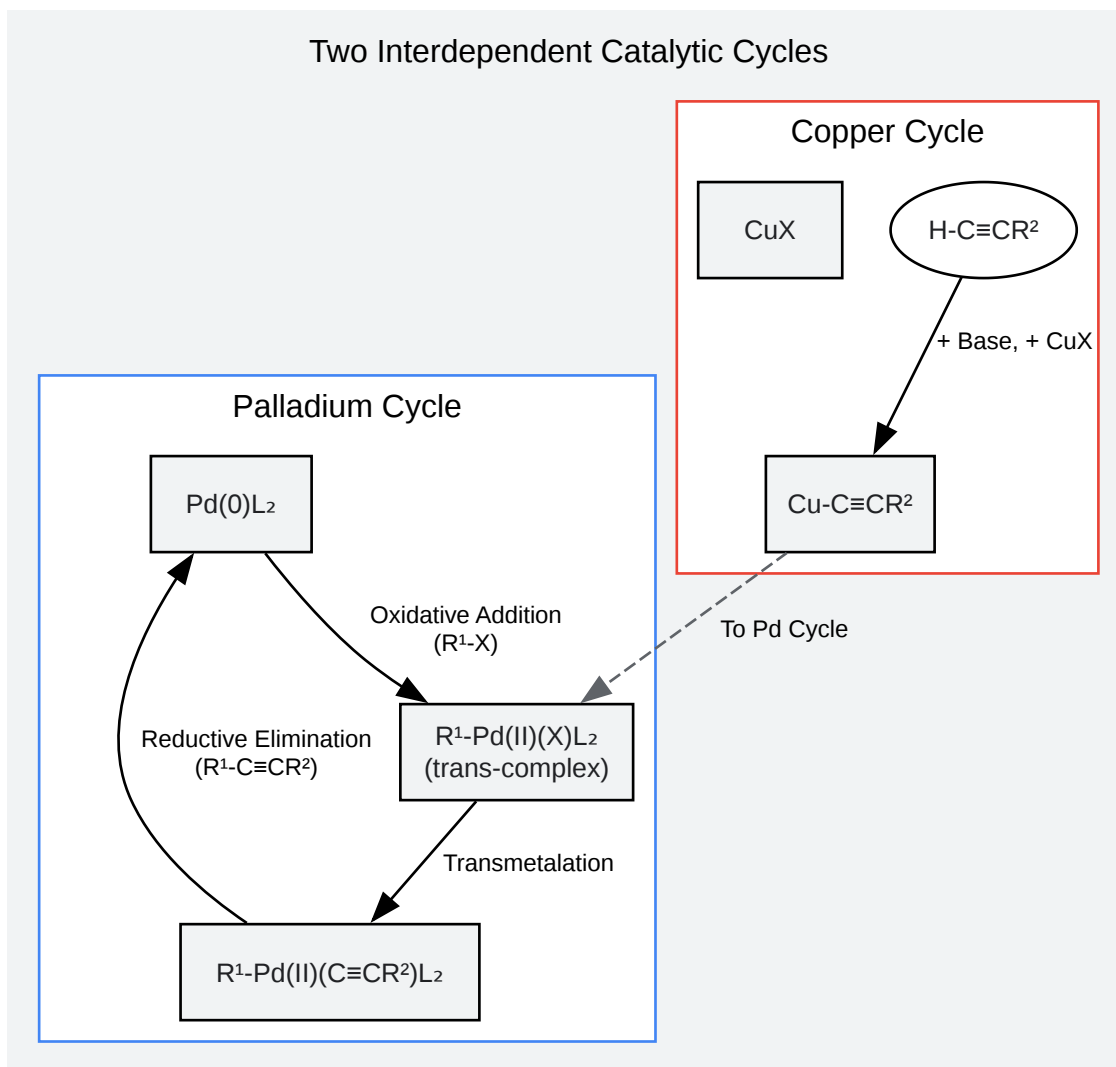 Two Interdependent Catalytic Cycles
Copper Cycle
CuX
H-C≡CR²
+ Base, + CuX
Cu-C≡CR²
To Pd Cycle
Palladium Cycle
Pd(0)L₂
Oxidative Addition
(R¹-X)
R¹-Pd(II)(X)L₂
(trans-complex)
Reductive Elimination
(R¹-C≡CR²)
Transmetalation
R¹-Pd(II)(C≡CR²)L₂